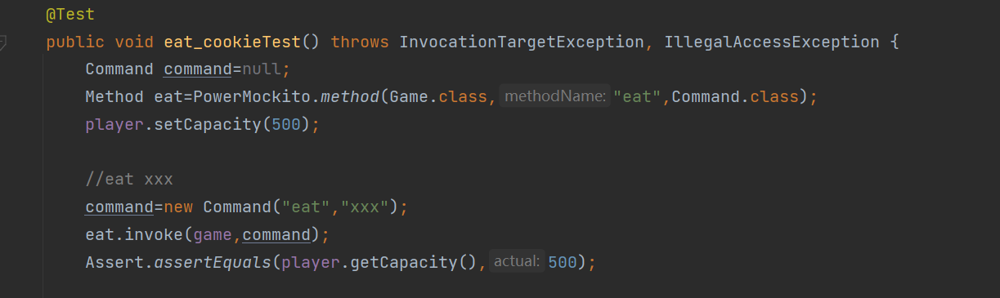 @Test
public void eat_cookieTest() throws InvocationTargetException, IllegalAccessException {
Command command=null;
Method eat=PowerMockito.method(Game.class, methodName: "eat",Command.class);
player.setCapacity(500);
//eat xxx
command=new Command("eat","xxx");
eat.invoke(game,command);
Assert.assertEquals(player.getCapacity(), actual: 500);